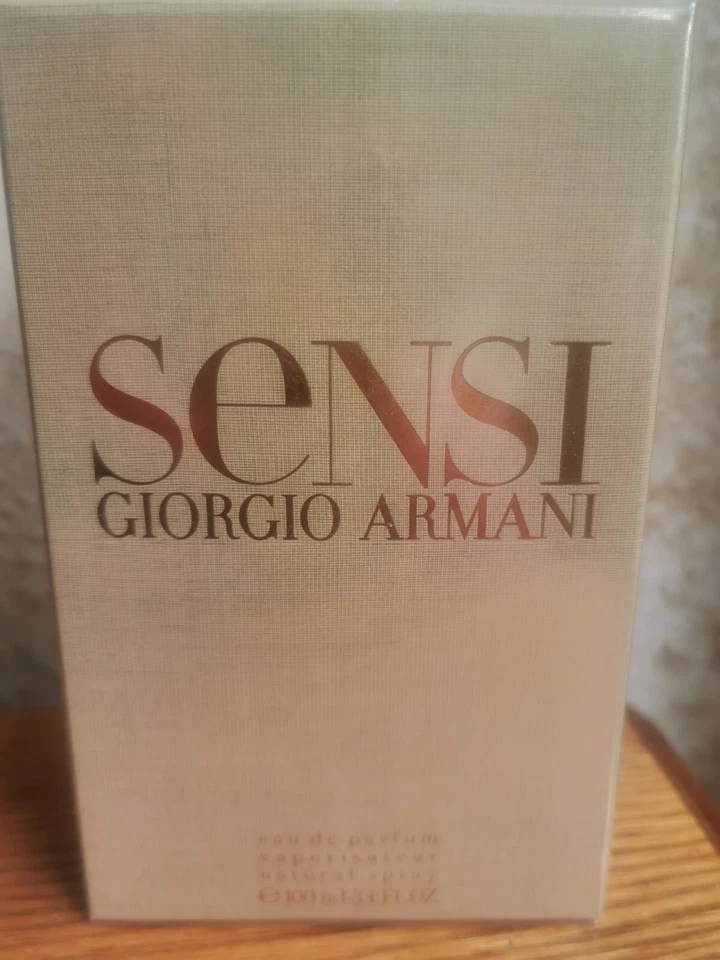 SeNSI
GIORGIO ARMANI
eau de parfum
vaporisateur
natural spray
℮ 100 ml 3.4 FL.OZ